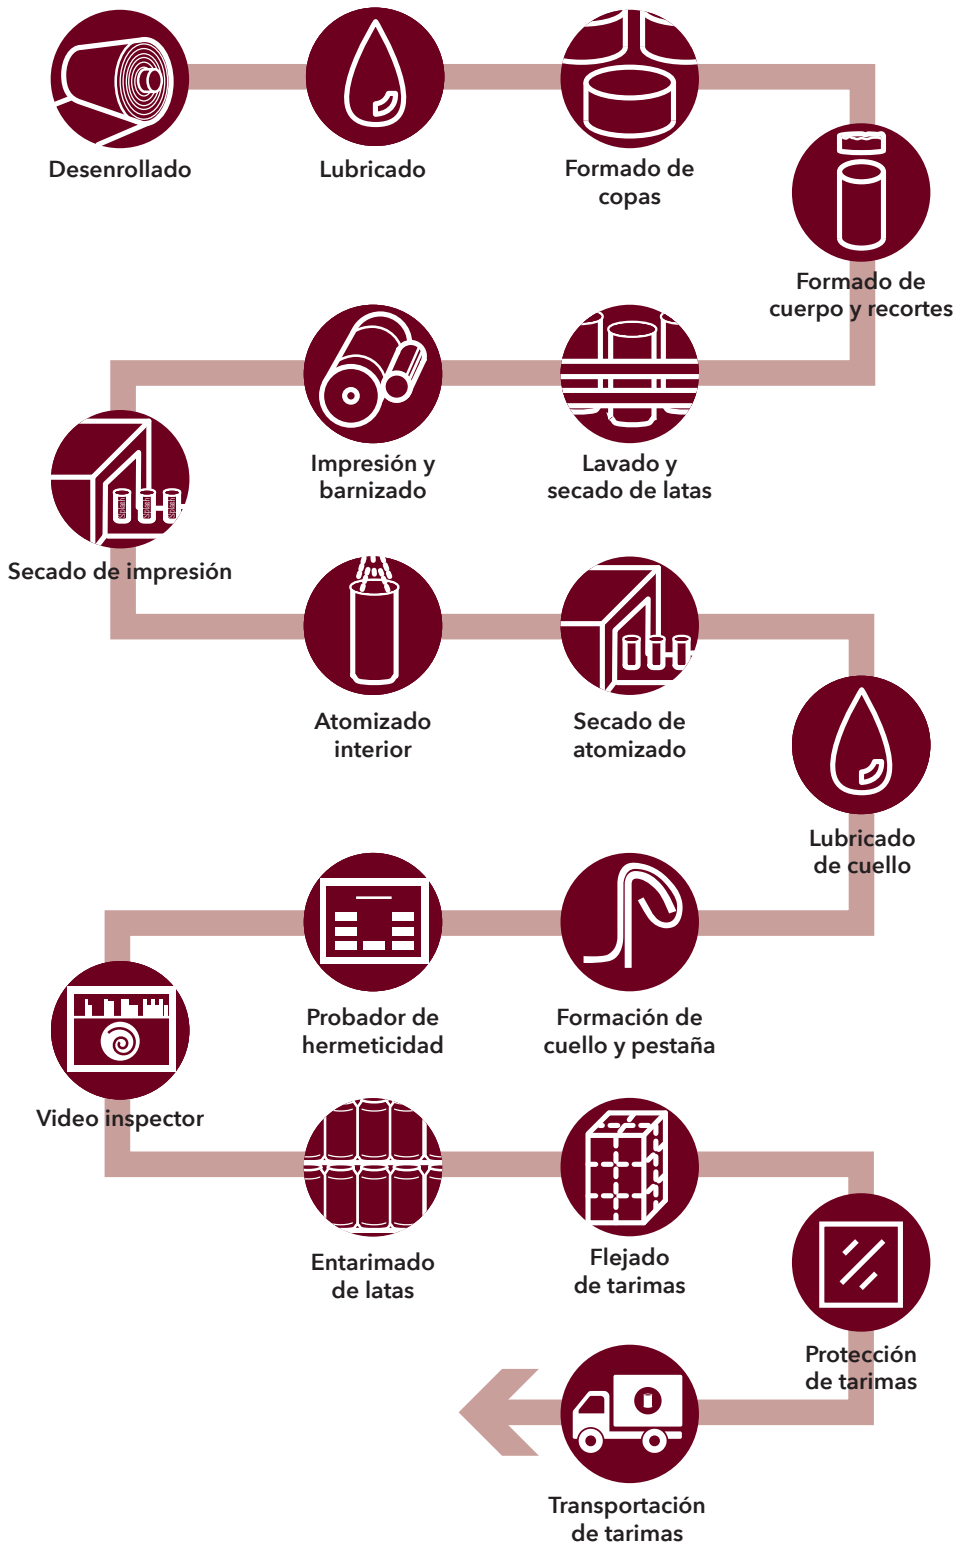 Desenrollado
Lubricado
Formado de
copas
Formado de
cuerpo y recortes
Impresión y
barnizado
Lavado y
secado de latas
Secado de impresión
Atomizado
interior
Secado de
atomizado
Lubricado
de cuello
Probador de
hermeticidad
Formación de
cuello y pestaña
Video inspector
Entarimado
de latas
Flejado
de tarimas
Protección
de tarimas
Transportación
de tarimas